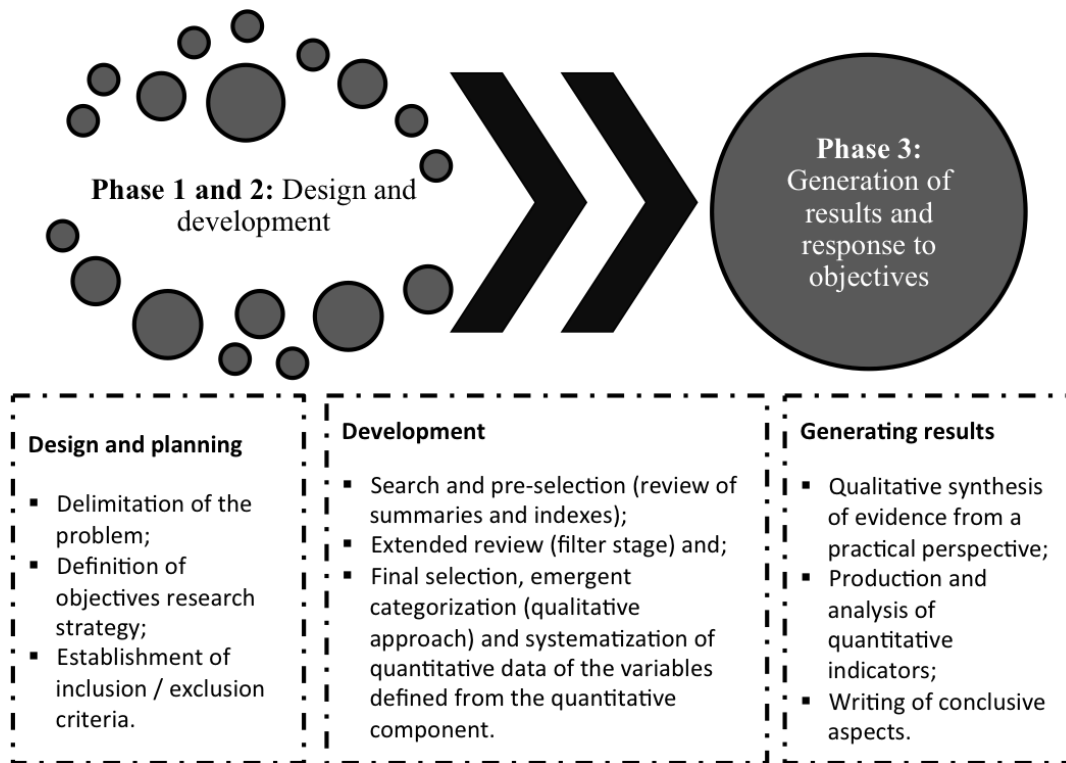 Phase 1 and 2: Design and
development
Phase 3:
Generation of
results and
response to
objectives
Design and planning
▪ Delimitation of the
problem;
▪ Definition of
objectives research
strategy;
▪ Establishment of
inclusion / exclusion
criteria.
Development
▪ Search and pre-selection (review of
summaries and indexes);
▪ Extended review (filter stage) and;
▪ Final selection, emergent
categorization (qualitative
approach) and systematization of
quantitative data of the variables
defined from the quantitative
component.
Generating results
▪ Qualitative synthesis
of evidence from a
practical perspective;
▪ Production and
analysis of
quantitative
indicators;
▪ Writing of conclusive
aspects.